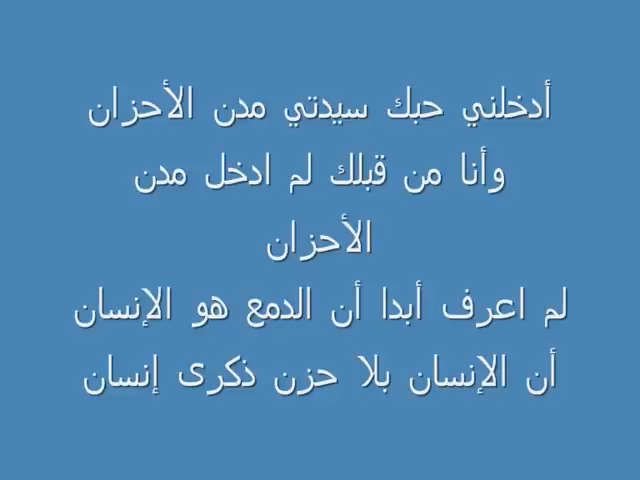 أدخلني حبك سيدتي مدن الأحزان
وأنا من قبلك لم ادخل مدن
الأحزان
لم اعرف أبدا أن الدمع هو الإنسان
أن الإنسان بلا حزن ذكرى إنسان